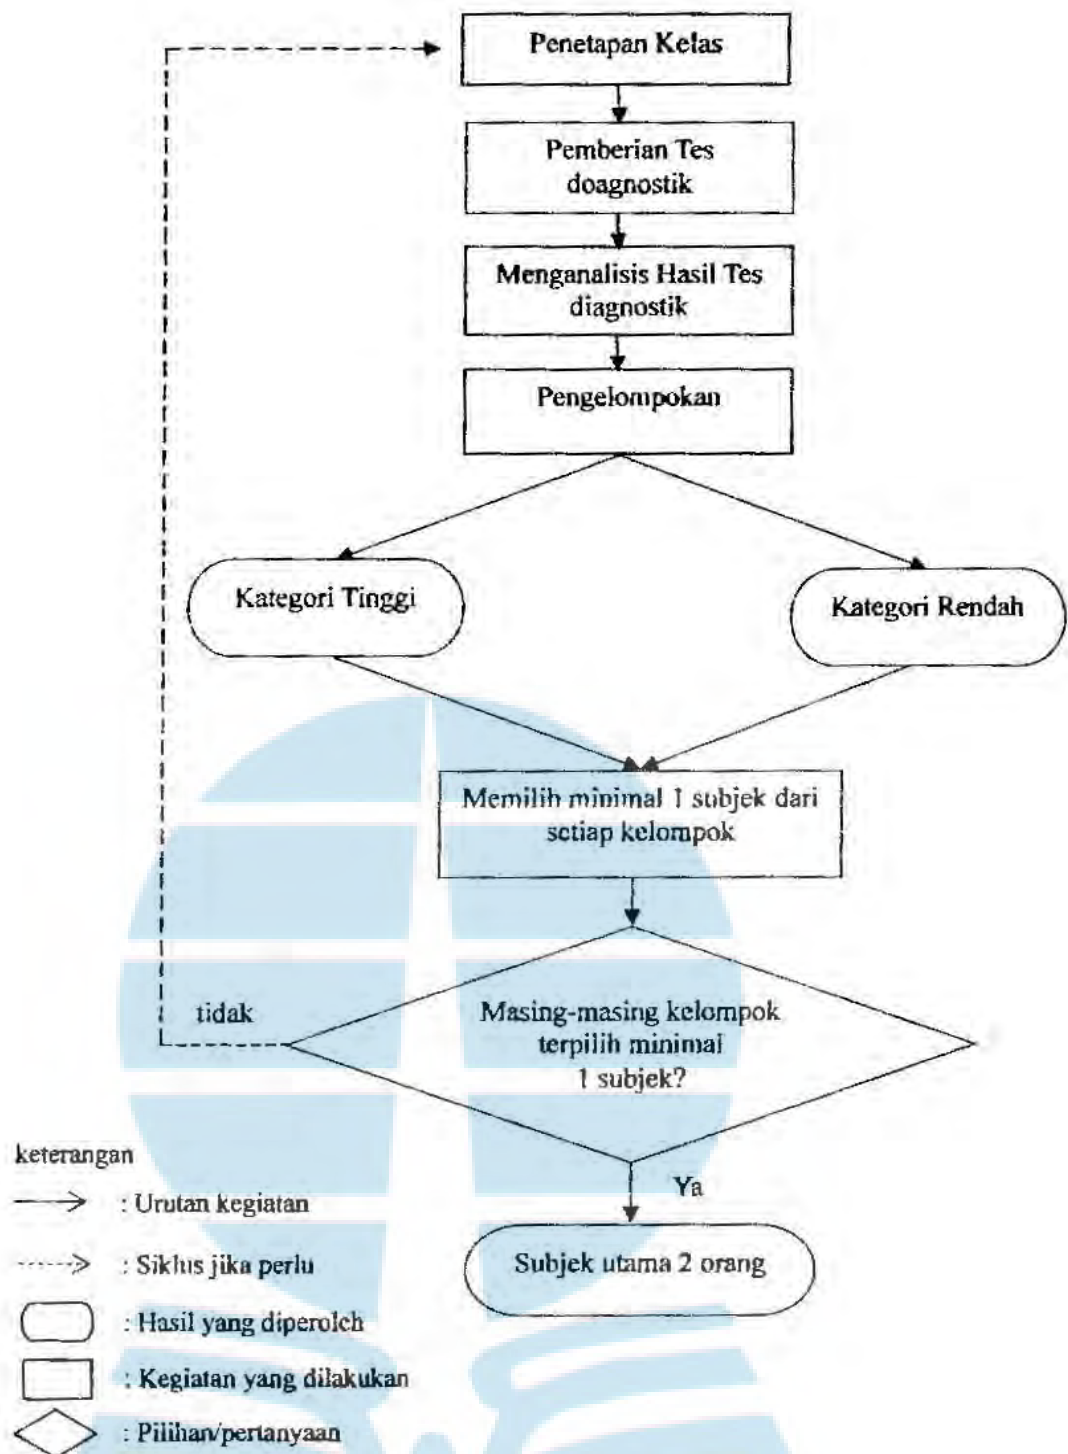 Penetapan Kelas
Pemberian Tes
doagnostik
Menganalisis Hasil Tes
diagnostik
Pengelompokan
Kategori Tinggi
Kategori Rendah
Memilih minimal 1 subjek dari
setiap kelompok
tidak
Masing-masing kelompok
terpilih minimal
1 subjek?
Ya
Subjek utama 2 orang
keterangan
: Urutan kegiatan
: Siklus jika perlu
: Hasil yang diperoleh
: Kegiatan yang dilakukan
: Pilihan/pertanyaan